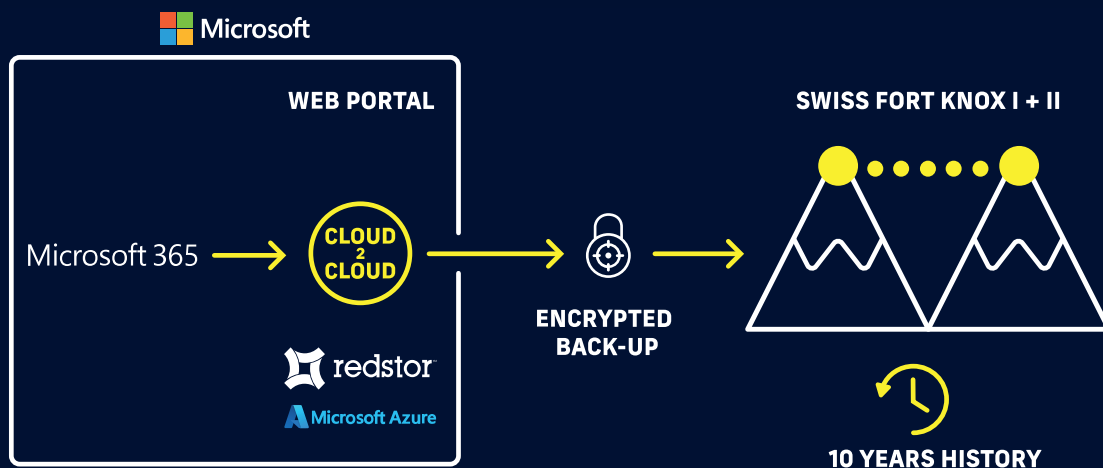 Microsoft
WEB PORTAL
SWISS FORT KNOX I + II
Microsoft 365
CLOUD
2
CLOUD
ENCRYPTED
BACK-UP
redstor™
Microsoft Azure
10 YEARS HISTORY